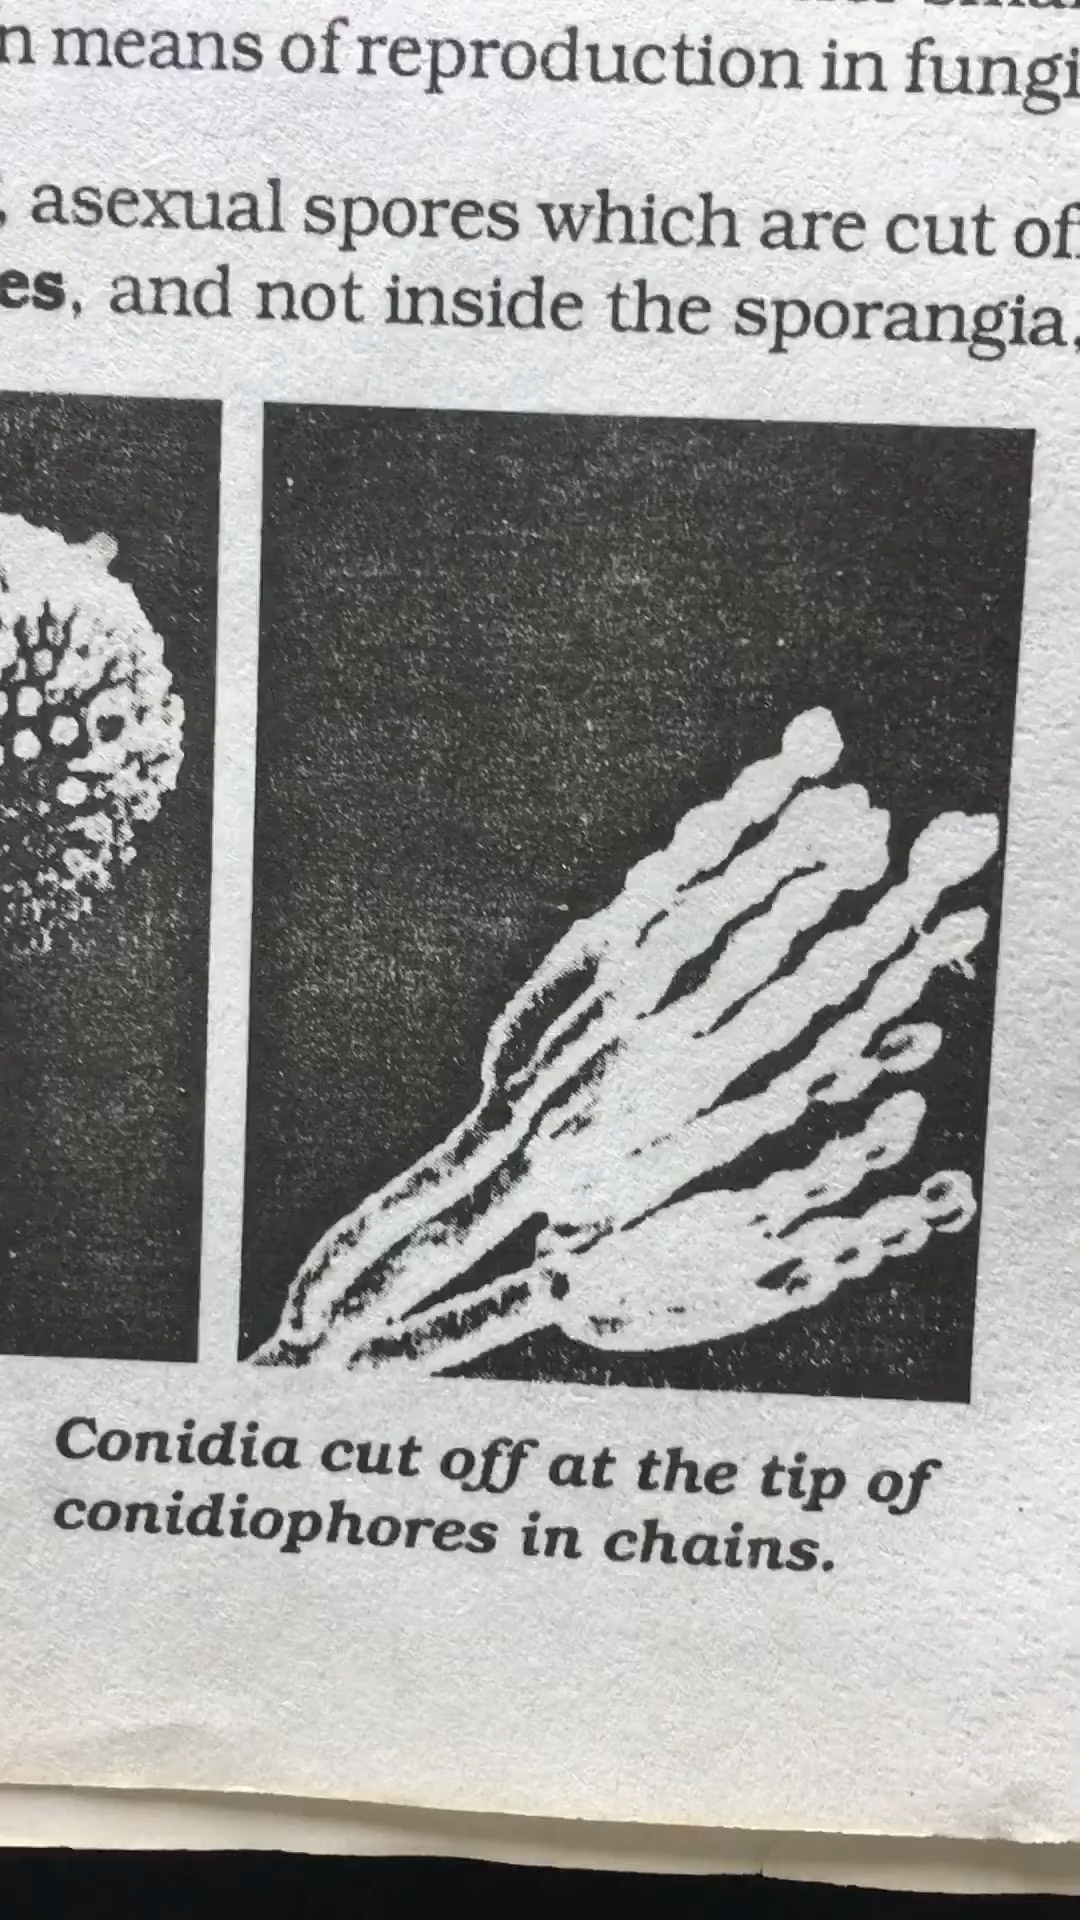 means of reproduction in fungi
, asexual spores which are cut
es, and not inside the sporangia,
Conidia cut off at the tip of
conidiophores in chains.